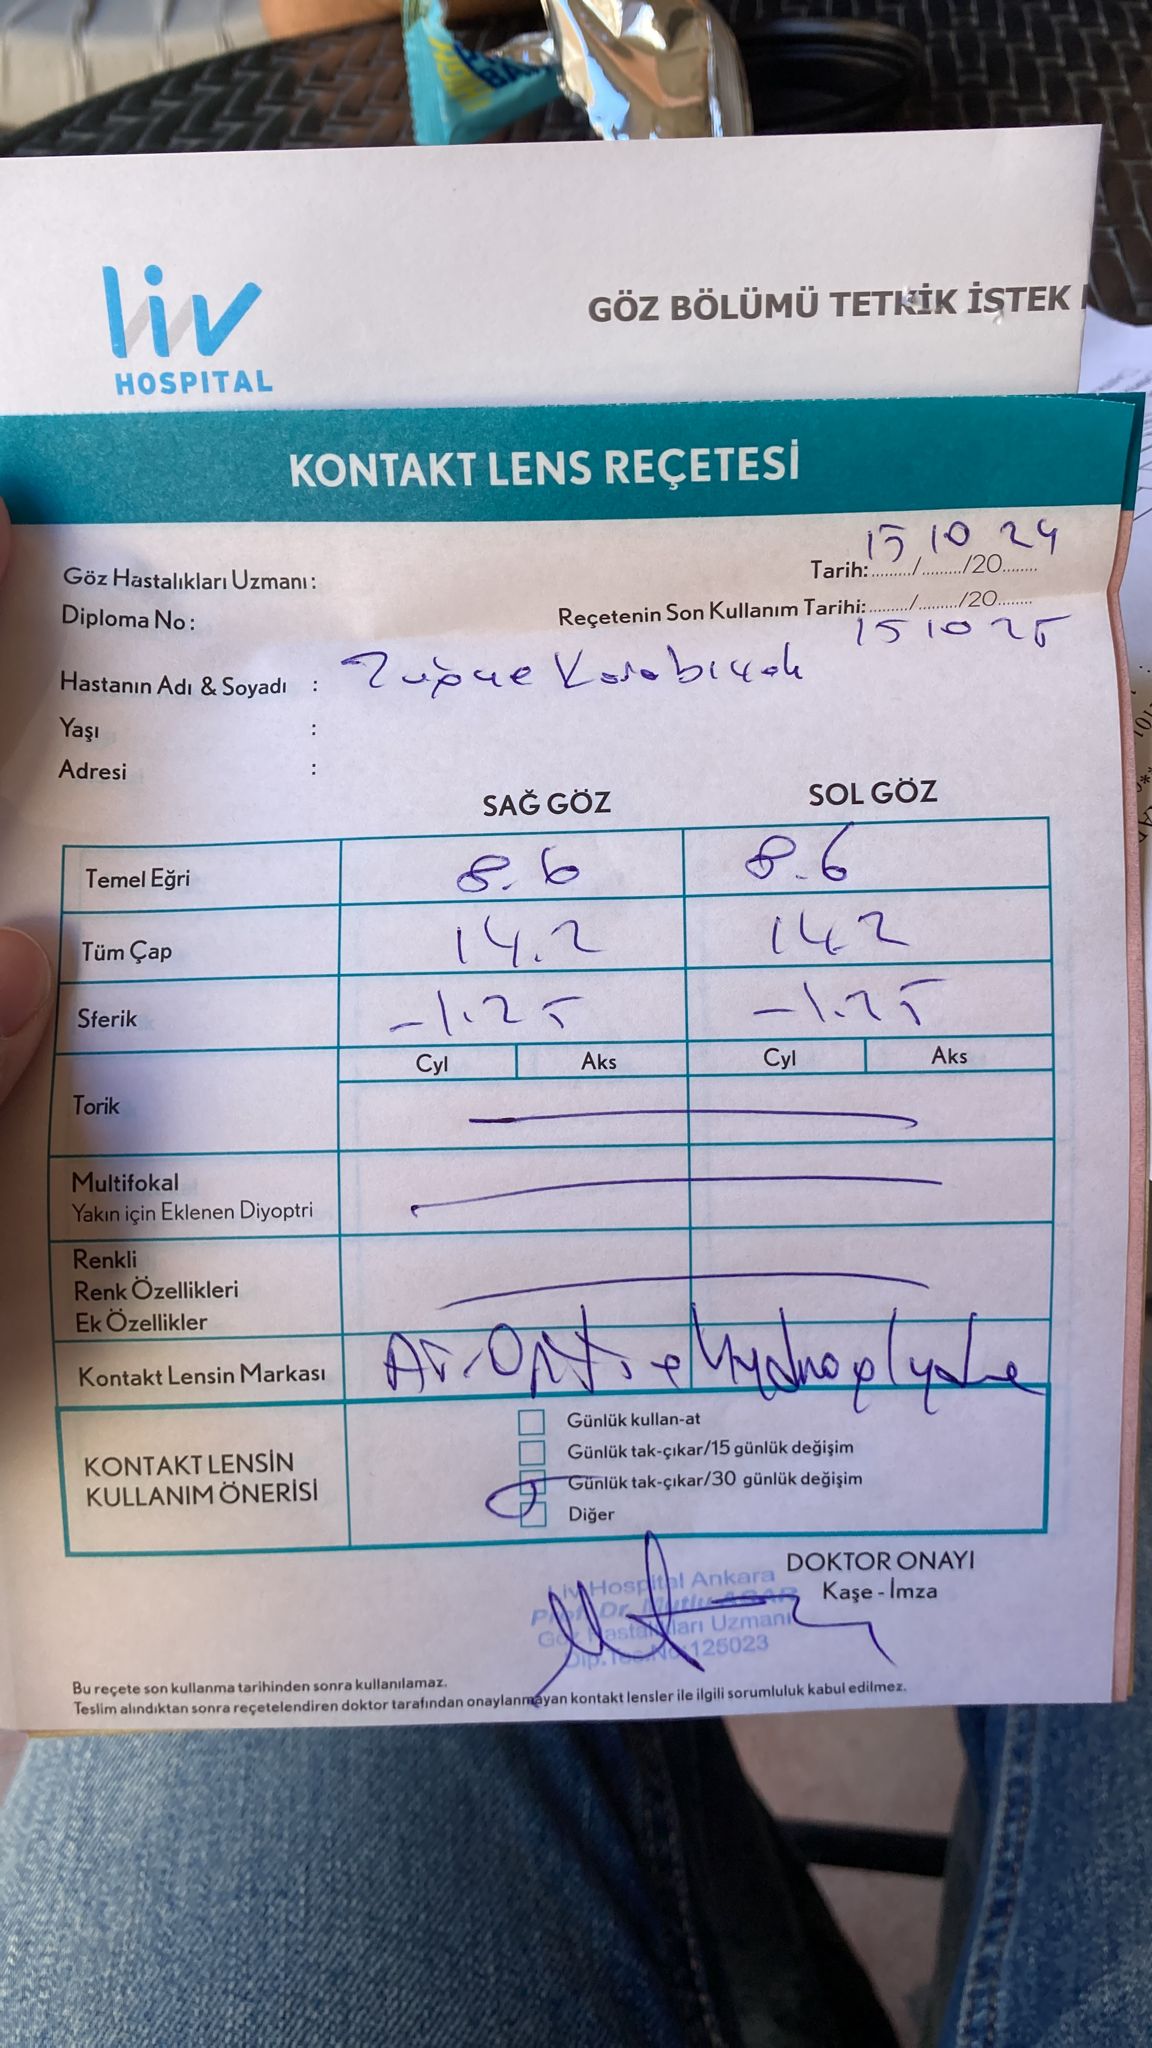 liv
HOSPITAL
GÖZ BÖLÜMÜ TETKİK İSTEK
KONTAKT LENS REÇETESİ
Göz Hastalıkları Uzmanı:
Tarih: 15/10/2024
Diploma No:
Reçetenin Son Kullanım Tarihi: 15/10/2025
Hastanın Adı & Soyadı :
Yaşı :
Adresi :
SAĞ GÖZ SOL GÖZ
Temel Eğri 8.6 8.6
Tüm Çap 14.2 14.2
Sferik -1.25 -1.25
Cyl Aks Cyl Aks
Torik
Multifokal
Yakın için Eklenen Diyoptri
Renkli
Renk Özellikleri
Ek Özellikler
Kontakt Lensin Markası Air-Optix Hydraglyde
KONTAKT LENSİN
KULLANIM ÖNERİSİ
Günlük kullan-at
Günlük tak-çıkar/15 günlük değişim
Günlük tak-çıkar/30 günlük değişim
Diğer
DOKTOR ONAYI
Kaşe - İmza
Liv Hospital Ankara
Prof. Dr. Mutlu ACAR
Göz Hastalıkları Uzmanı
Dip.Tes.No:125023
Bu reçete son kullanma tarihinden sonra kullanılamaz.
Teslim alındıktan sonra reçetelendiren doktor tarafından onaylanmayan kontakt lensler ile ilgili sorumluluk kabul edilmez.